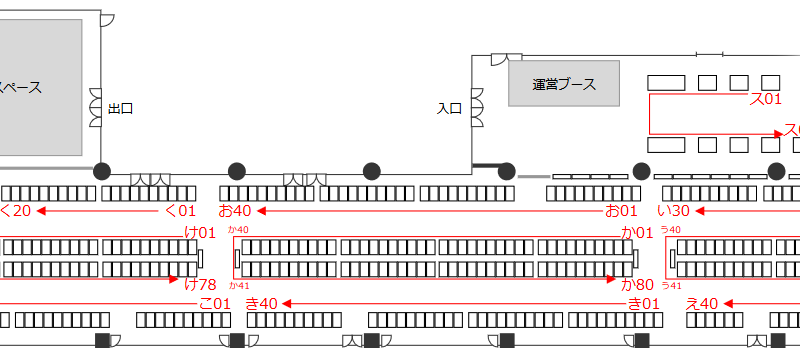 スペース
出口
入口
運営ブース
ス01
く20
く01
お40
お01
い30
け01
か40
か01
う40
け78
か41
か80
う41
こ01
き40
き01
え40